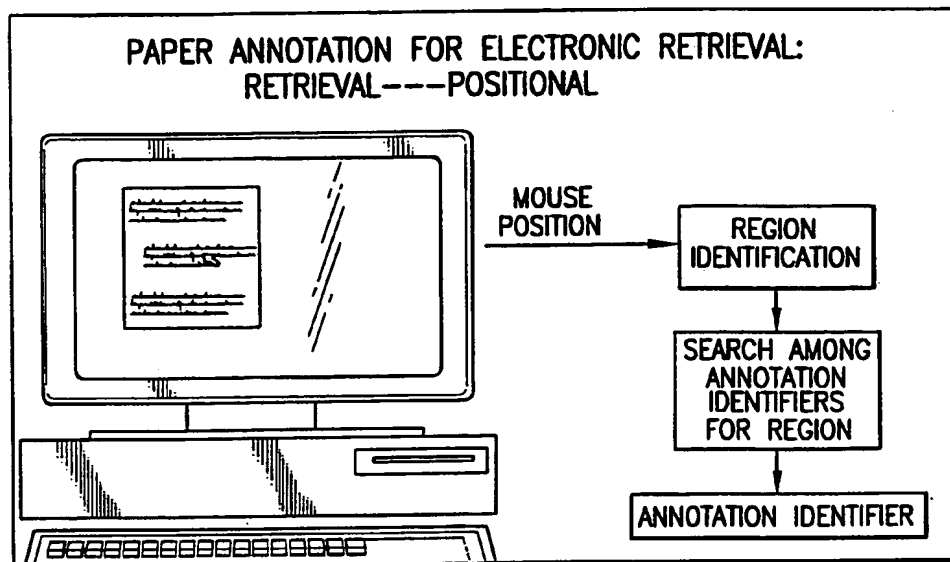 PAPER ANNOTATION FOR ELECTRONIC RETRIEVAL:
RETRIEVAL---POSITIONAL
MOUSE
POSITION
REGION
IDENTIFICATION
SEARCH AMONG
ANNOTATION
IDENTIFIERS
FOR REGION
ANNOTATION IDENTIFIER